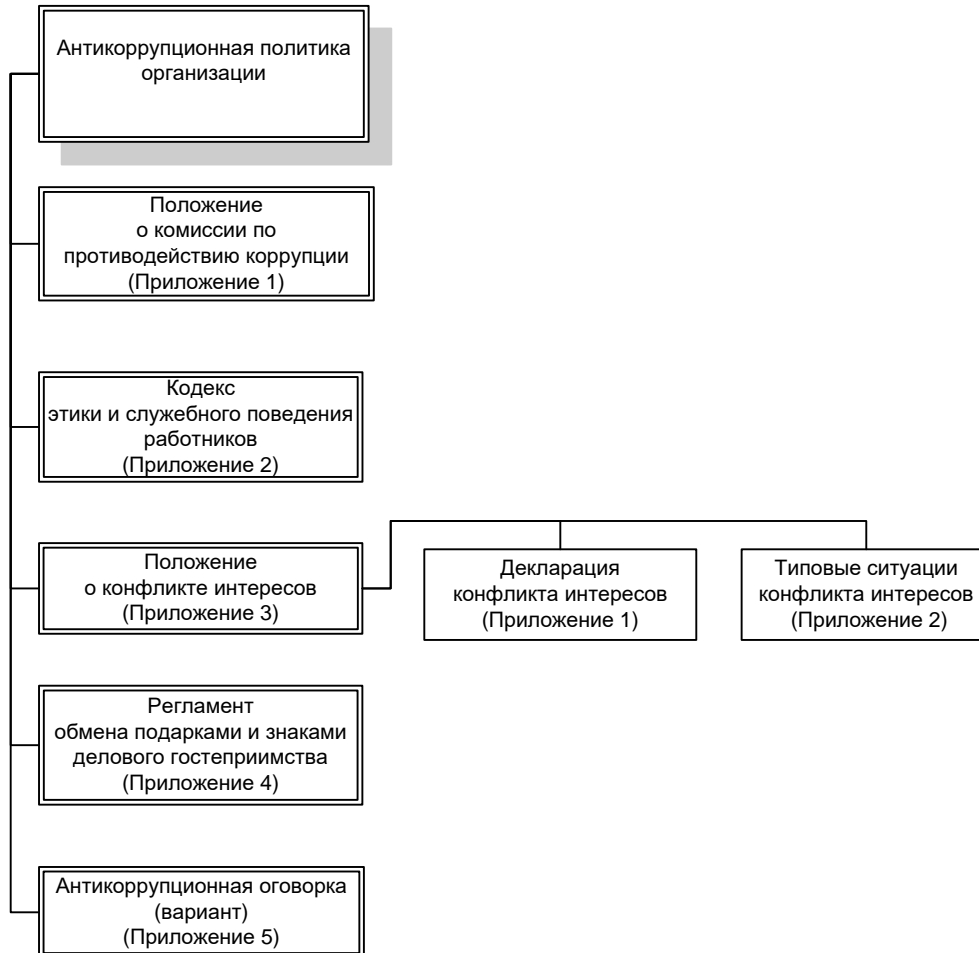 Антикоррупционная политика
организации
Положение
о комиссии по
противодействию коррупции
(Приложение 1)
Кодекс
этики и служебного поведения
работников
(Приложение 2)
Положение
о конфликте интересов
(Приложение 3)
Декларация
конфликта интересов
(Приложение 1)
Типовые ситуации
конфликта интересов
(Приложение 2)
Регламент
обмена подарками и знаками
делового гостеприимства
(Приложение 4)
Антикоррупционная оговорка
(вариант)
(Приложение 5)